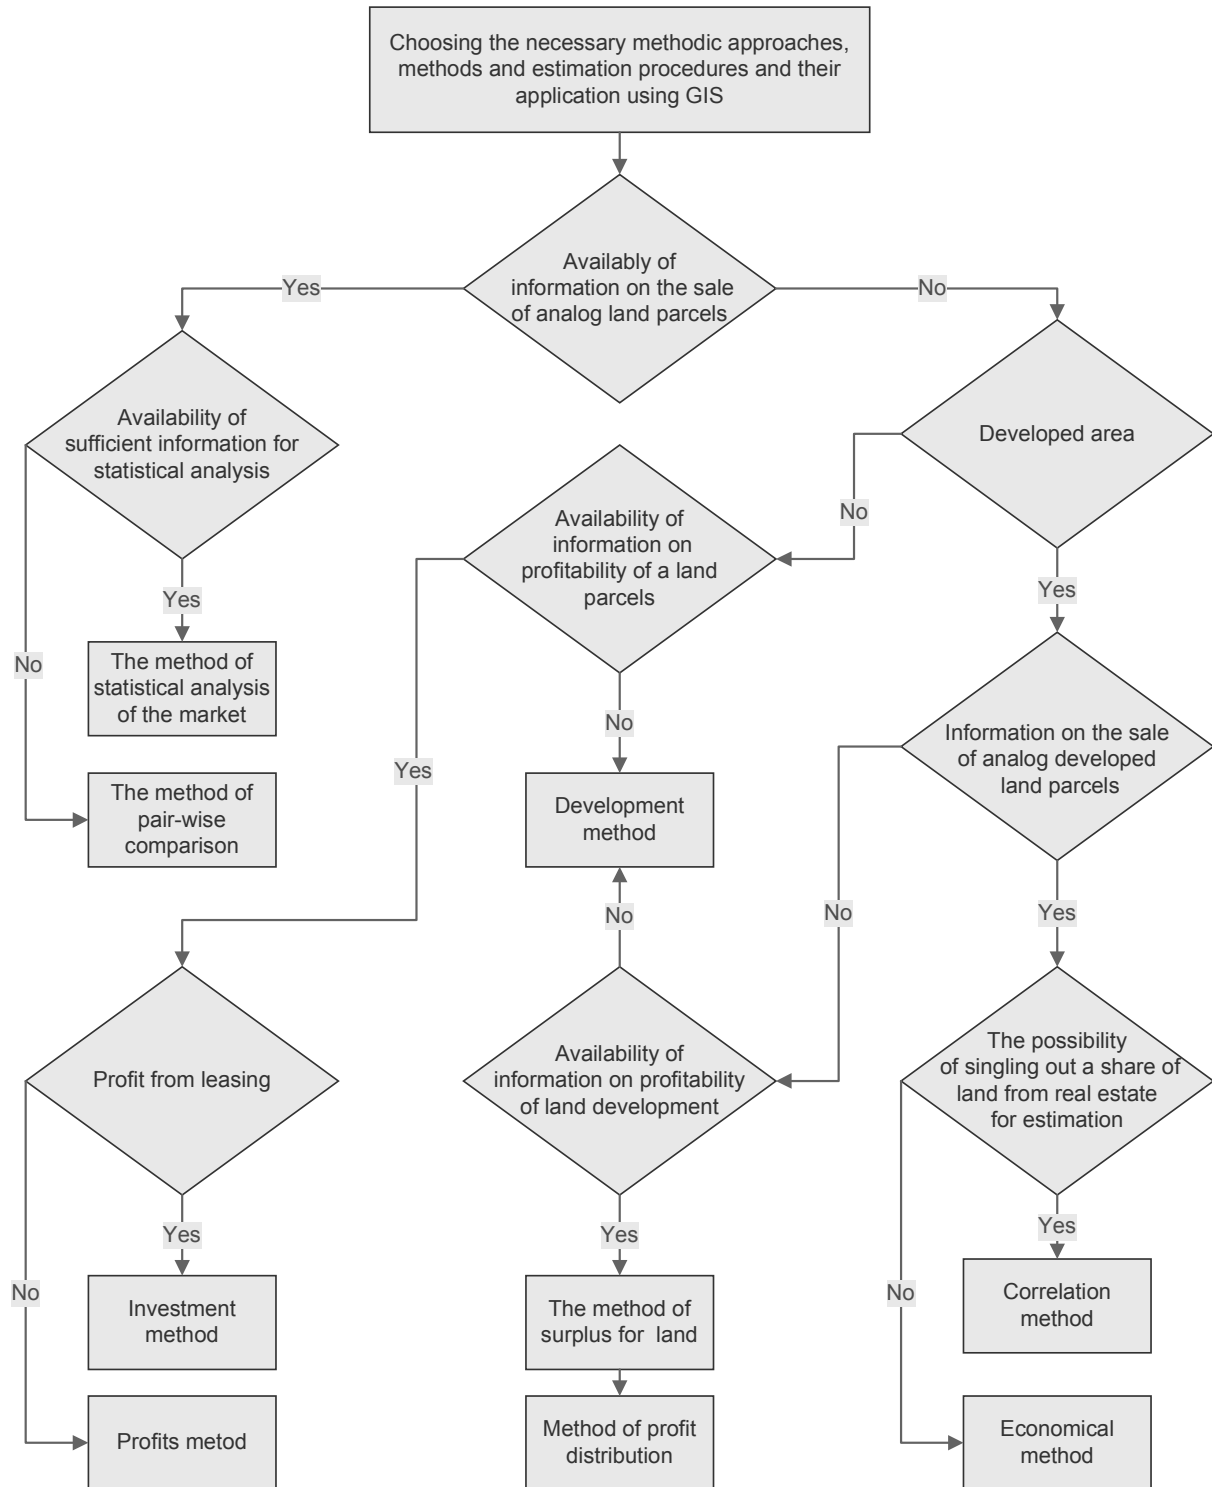 Choosing the necessary methodic approaches,
methods and estimation procedures and their
application using GIS
Availably of
information on the sale
of analog land parcels
Yes
No
Availability of
sufficient information for
statistical analysis
Developed area
Availability of
information on
profitability of a land
parcels
No
Yes
Yes
No
The method of
statistical analysis
of the market
Information on the sale
of analog developed
land parcels
No
Yes
The method of
pair-wise
comparison
Development
method
No
No
Yes
Profit from leasing
Availability of
information on profitability
of land development
The possibility
of singling out a share of
land from real estate
for estimation
Yes
Yes
Yes
No
No
Investment
method
The method of
surplus for land
Correlation
method
Profits metod
Method of profit
distribution
Economical
method